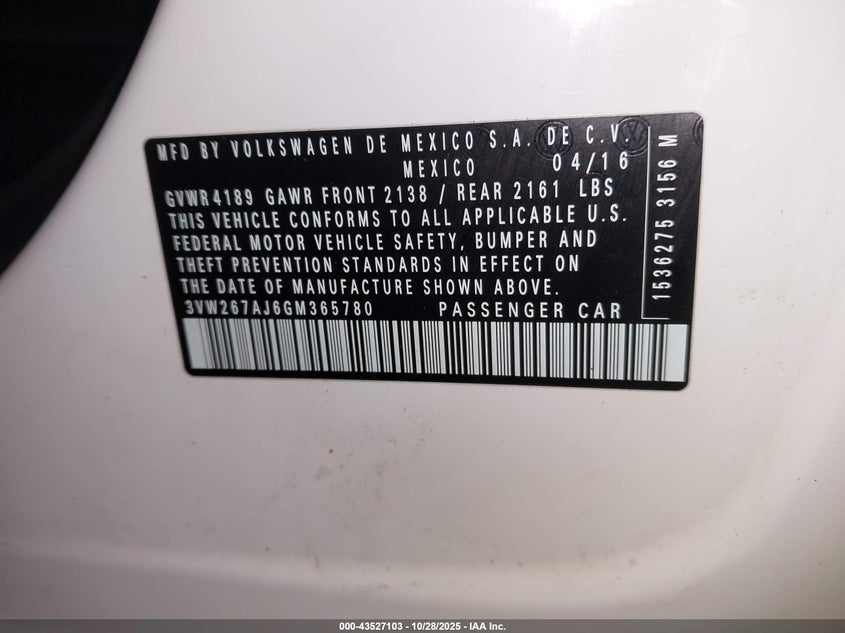 MFD BY VOLKSWAGEN DE MEXICO S.A. DE C.V.
MEXICO 04/16
GVWR 4189 GAWR FRONT 2138 / REAR 2161 LBS
THIS VEHICLE CONFORMS TO ALL APPLICABLE U.S.
FEDERAL MOTOR VEHICLE SAFETY, BUMPER AND
THEFT PREVENTION STANDARDS IN EFFECT ON
THE DATE OF MANUFACTURE SHOWN ABOVE.
3VW267AJ6GM365780 PASSENGER CAR
1536275 3156 M
000-43527103 | 10/28/2025 - IAA Inc.